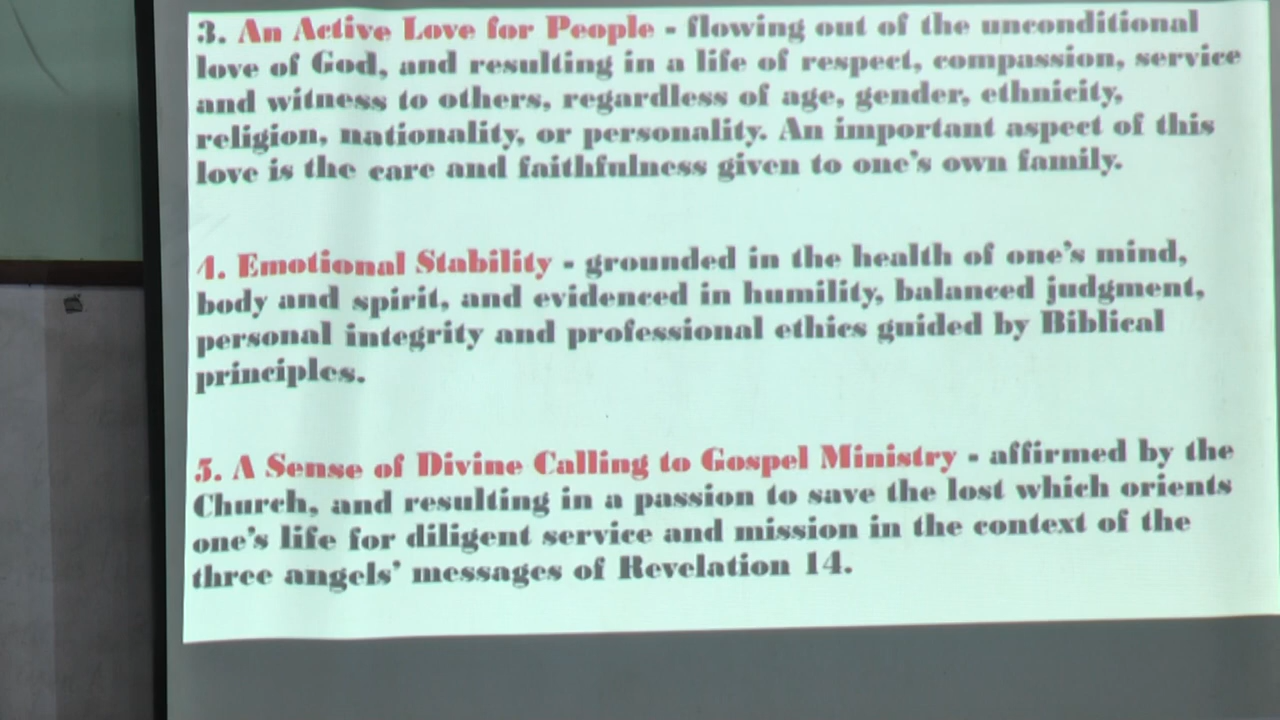 3. An Active Love for People - flowing out of the unconditional
love of God, and resulting in a life of respect, compassion, service
and witness to others, regardless of age, gender, ethnicity,
religion, nationality, or personality. An important aspect of this
love is the care and faithfulness given to one's own family.
4. Emotional Stability - grounded in the health of one's mind,
body and spirit, and evidenced in humility, balanced judgment,
personal integrity and professional ethics guided by Biblical
principles.
5. A Sense of Divine Calling to Gospel Ministry - affirmed by the
Church, and resulting in a passion to save the lost which orients
one's life for diligent service and mission in the context of the
three angels' messages of Revelation 14.